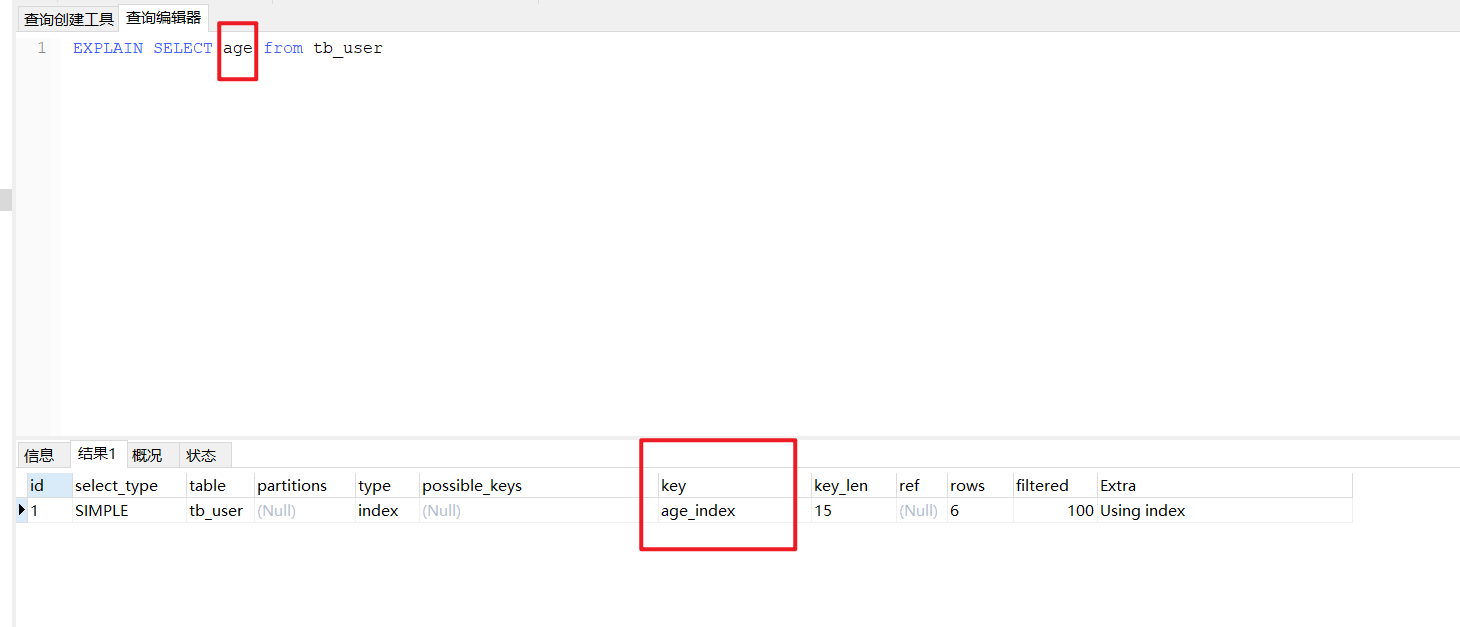 查询创建工具 查询编辑器
1 EXPLAIN SELECT age from tb_user
信息 结果1 概况 状态
id select_type table partitions type possible_keys key key_len ref rows filtered Extra
1 SIMPLE tb_user (Null) index (Null) age_index 15 (Null) 6 100 Using index